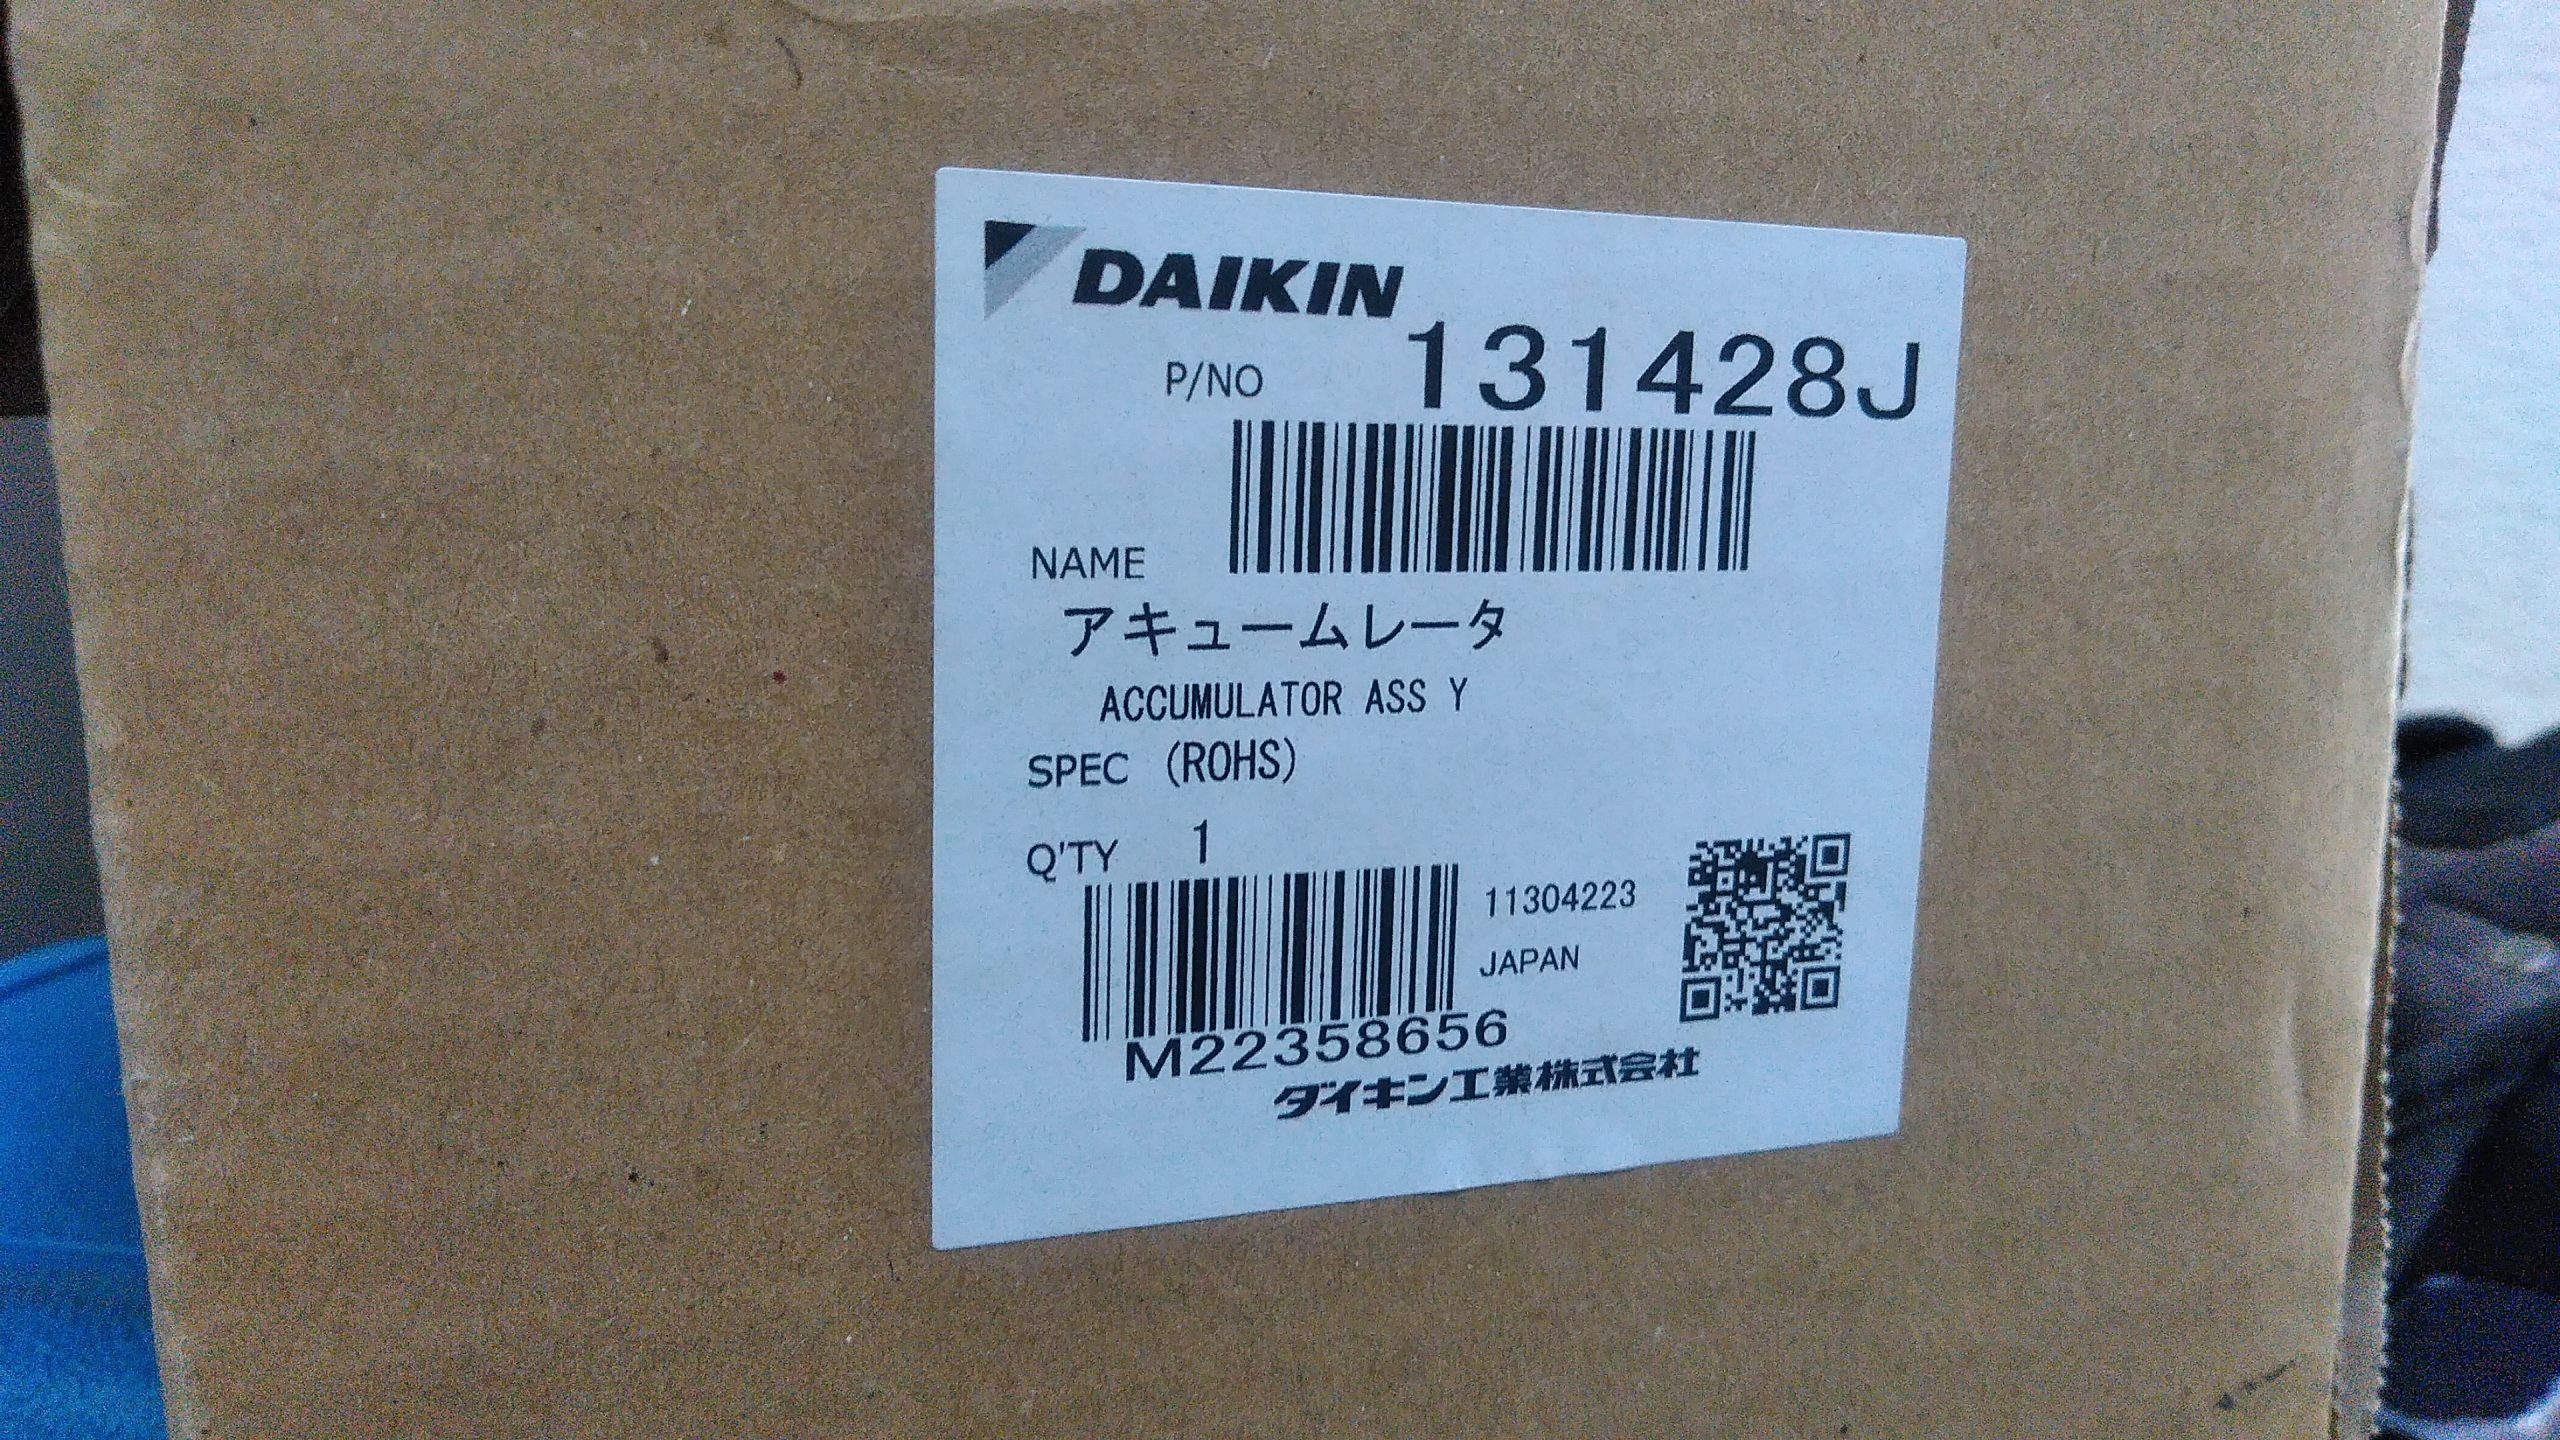 DAIKIN
P/NO 131428J
NAME
アキュームレータ
ACCUMULATOR ASS Y
SPEC (ROHS)
Q'TY 1
11304223
JAPAN
M22358656
ダイキン工業株式会社